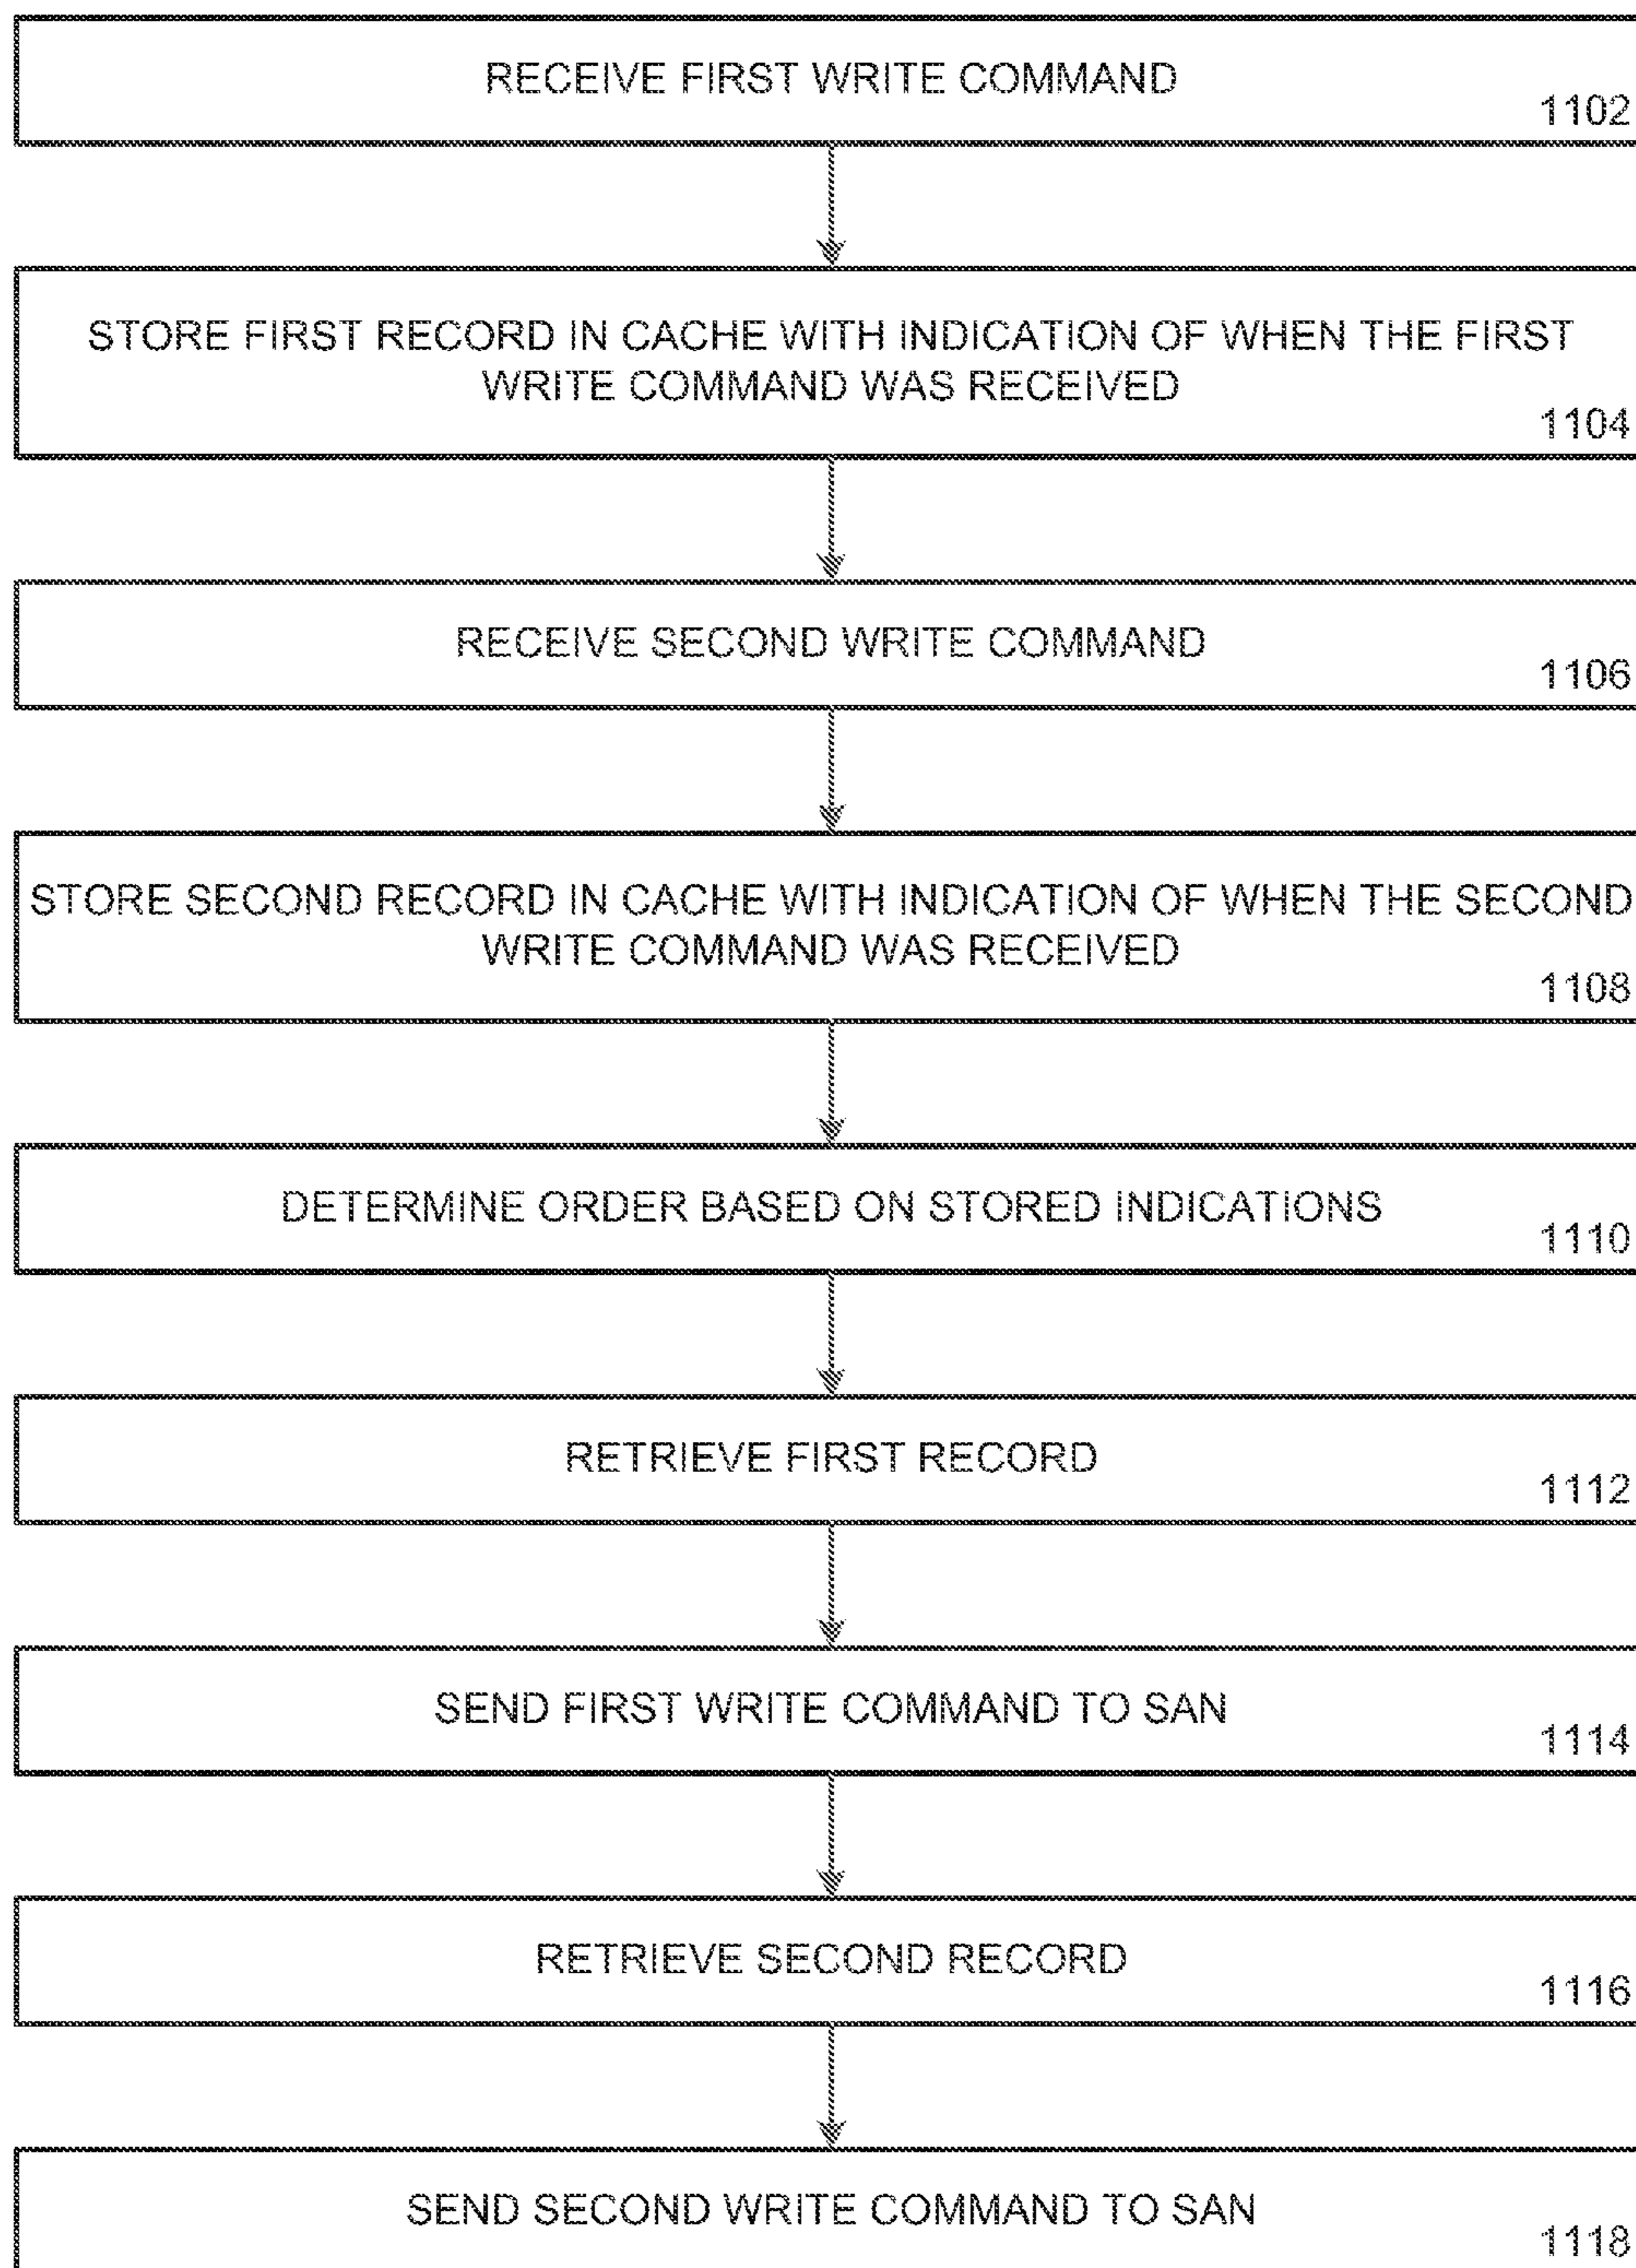 RECEIVE FIRST WRITE COMMAND
1102
STORE FIRST RECORD IN CACHE WITH INDICATION OF WHEN THE FIRST
WRITE COMMAND WAS RECEIVED
1104
RECEIVE SECOND WRITE COMMAND
1106
STORE SECOND RECORD IN CACHE WITH INDICATION OF WHEN THE SECOND
WRITE COMMAND WAS RECEIVED
1108
DETERMINE ORDER BASED ON STORED INDICATIONS
1110
RETRIEVE FIRST RECORD
1112
SEND FIRST WRITE COMMAND TO SAN
1114
RETRIEVE SECOND RECORD
1116
SEND SECOND WRITE COMMAND TO SAN
1118